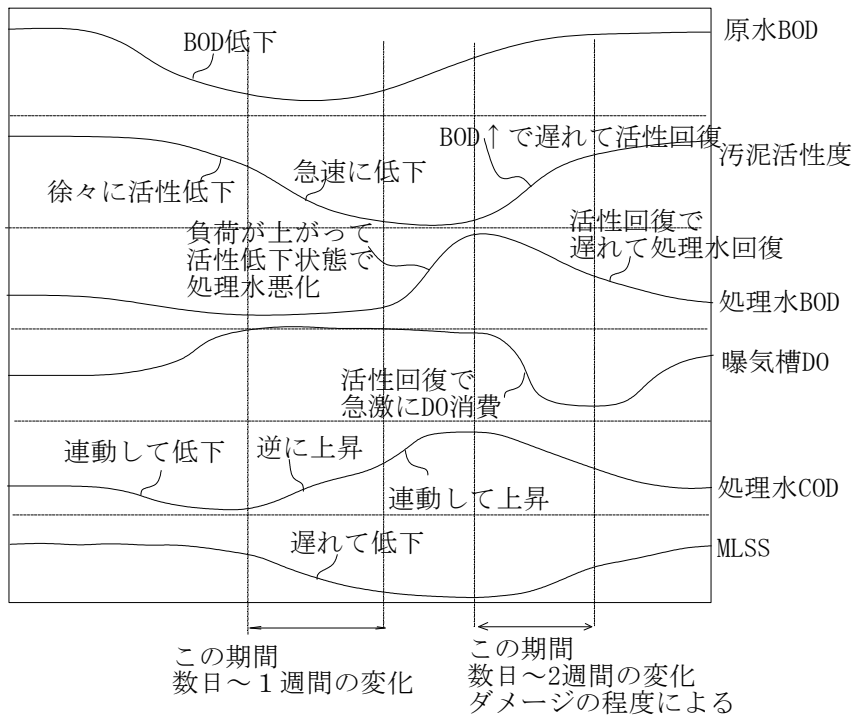 原水BOD
BOD低下
汚泥活性度
BOD↑で遅れて活性回復
急速に低下
徐々に活性低下
活性回復で
遅れて処理水回復
負荷が上がって
活性低下状態で
処理水悪化
処理水BOD
曝気槽DO
活性回復で
急激にDO消費
連動して低下
逆に上昇
連動して上昇
処理水COD
遅れて低下
MLSS
この期間
数日～１週間の変化
この期間
数日～2週間の変化
ダメージの程度による